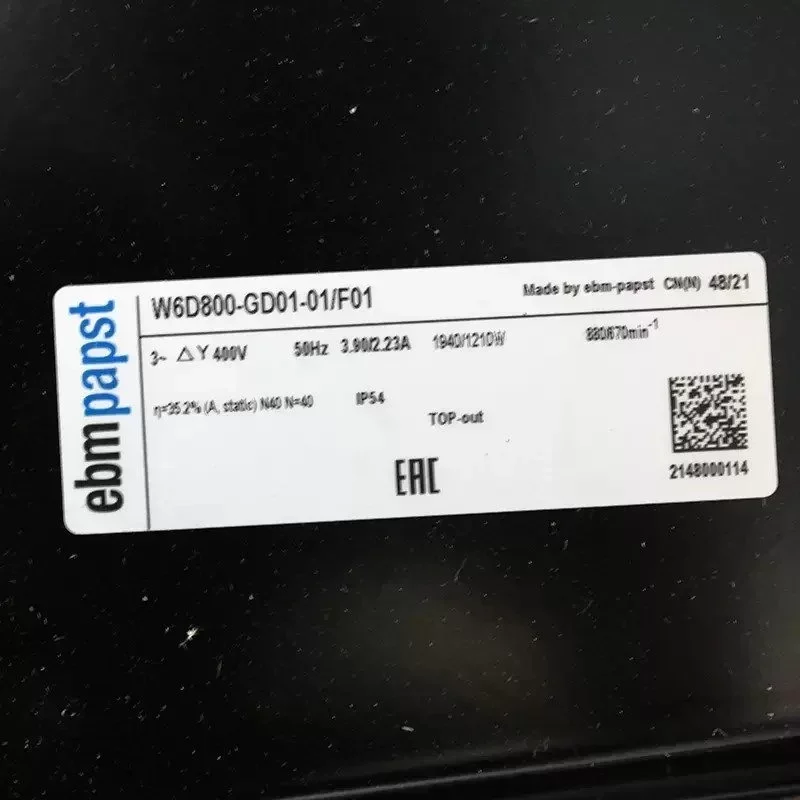 ebmpapst
W6D800-GD01-01/F01
Made by ebm-papst CN(N) 48/21
3~ △Y 400V 50Hz 3.90/2.23A 1940/1210W 880/670min-1
η=35.2% (A, static) N40 N=40 IP54
TOP-out
EAC
2148000114